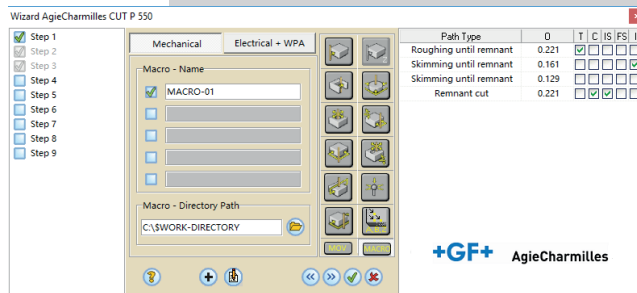 Wizard AgieCharmilles CUT P 550
Step 1
Step 2
Step 3
Step 4
Step 5
Step 6
Step 7
Step 8
Step 9
Mechanical
Electrical + WPA
Macro - Name
MACRO-01
Macro - Directory Path
C:\$WORK-DIRECTORY
MOV MACRO
Path Type O T C IS FS
Roughing until remnant 0.221
Skimming until remnant 0.161
Skimming until remnant 0.129
Remnant cut 0.221
+GF+ AgieCharmilles